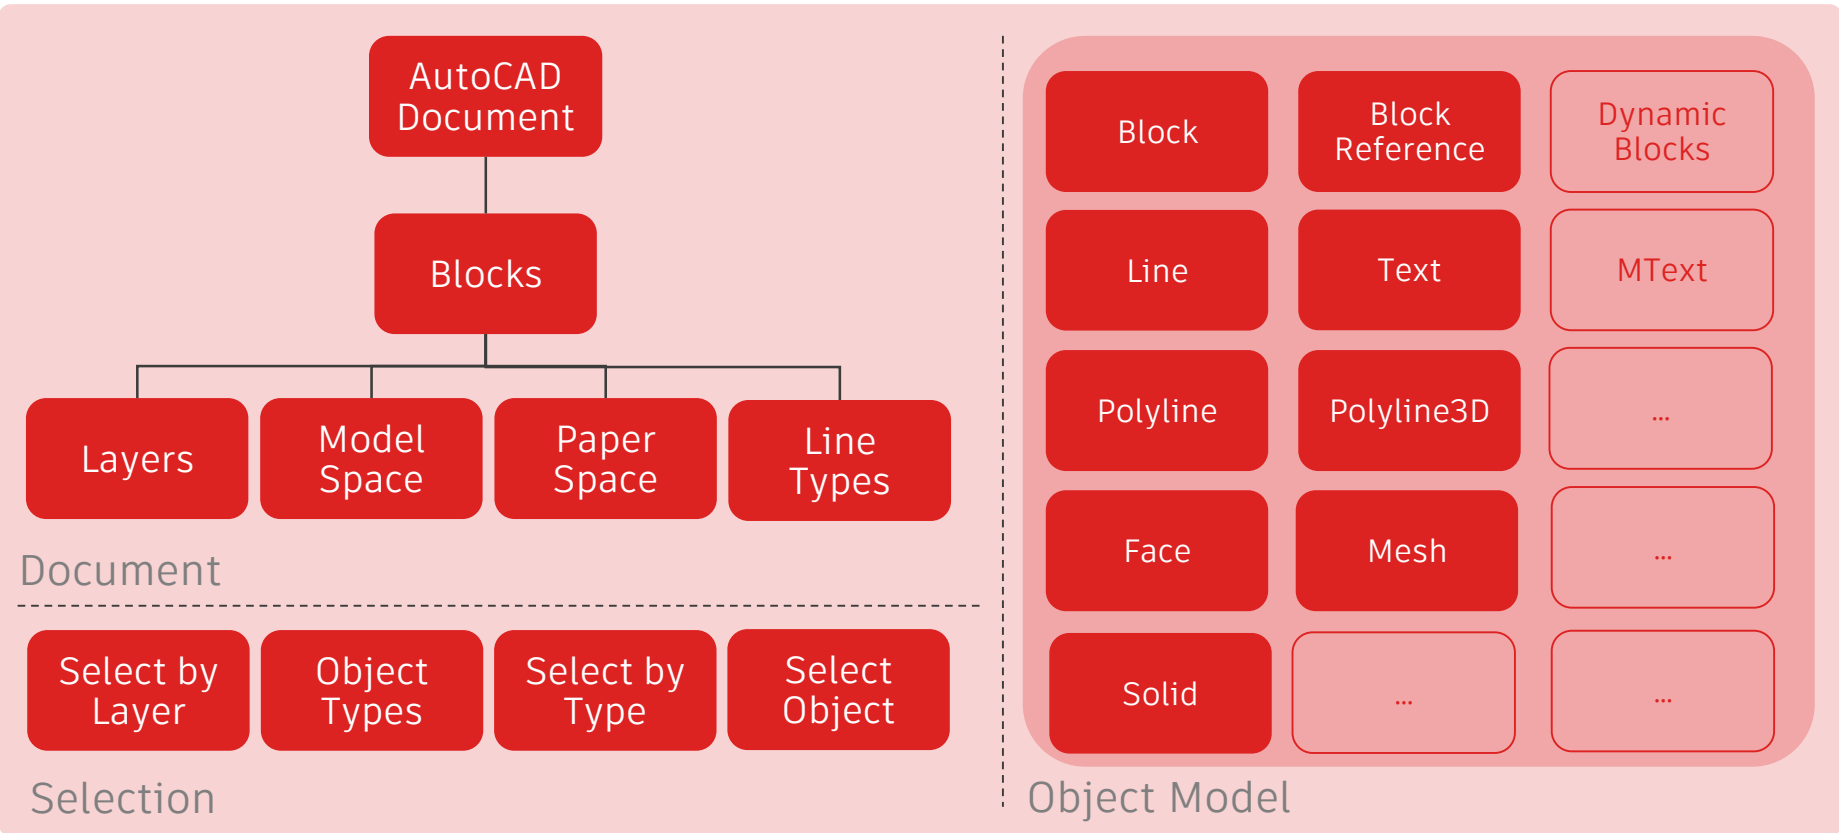 AutoCAD
Document
Blocks
Layers
Model
Space
Paper
Space
Line
Types
Document
Select by
Layer
Object
Types
Select by
Type
Select
Object
Selection
Block
Block
Reference
Dynamic
Blocks
Line
Text
MText
Polyline
Polyline3D
...
Face
Mesh
...
Solid
...
...
Object Model